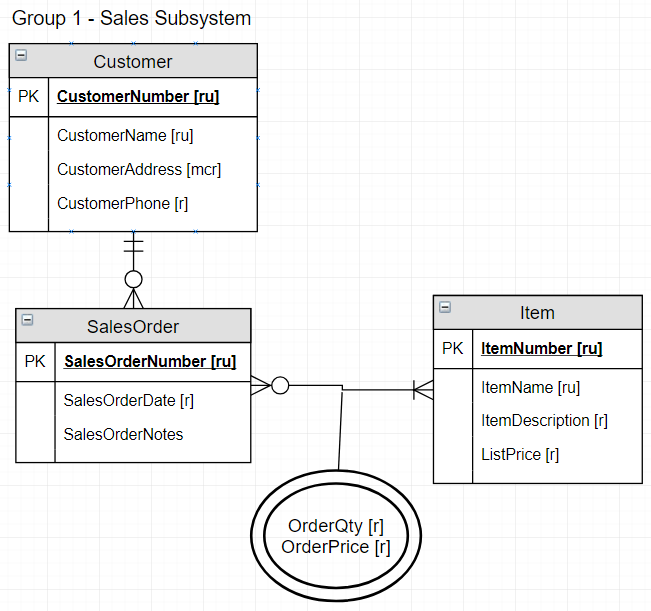 Group 1 - Sales Subsystem
Customer
PK CustomerNumber [ru]
CustomerName [ru]
CustomerAddress [mcr]
CustomerPhone [r]
SalesOrder
PK SalesOrderNumber [ru]
SalesOrderDate [r]
SalesOrderNotes
Item
PK ItemNumber [ru]
ItemName [ru]
ItemDescription [r]
ListPrice [r]
OrderQty [r]
OrderPrice [r]